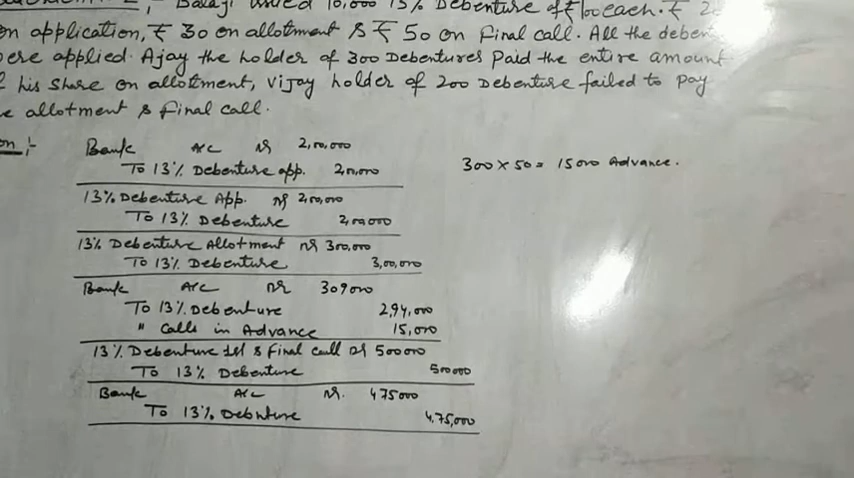 Balaji issued 10,000 13% Debenture of ₹100 each. ₹ 2
on application, ₹ 30 on allotment & ₹ 50 on final call. All the deben
ere applied. Ajay the holder of 300 Debentures Paid the entire amount
his share on allotment, Vijay holder of 200 Debenture failed to pay
e allotment & final call.
on :-
Bank A/c Dr 2,00,000
To 13% Debenture app. 200,000
300 × 50 = 15000 Advance.
13% Debenture App. Dr 2,00,000
To 13% Debenture 2,00,000
13% Debenture Allotment Dr 300,000
To 13% Debenture 3,00,000
Bank A/c Dr 309000
To 13% Debenture 2,94,000
" Calls in Advance 15,000
13% Debenture 1st & final call Dr 500000
To 13% Debenture 500000
Bank A/c Dr. 475000
To 13% Debnture 4,75,000